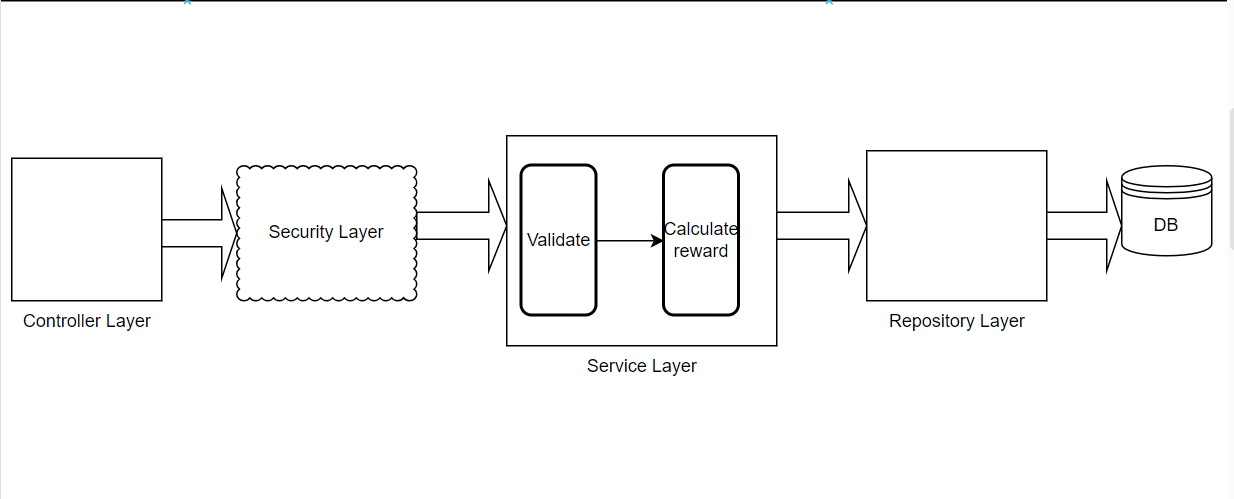 Controller Layer
Security Layer
Validate
Calculate
reward
Service Layer
Repository Layer
DB